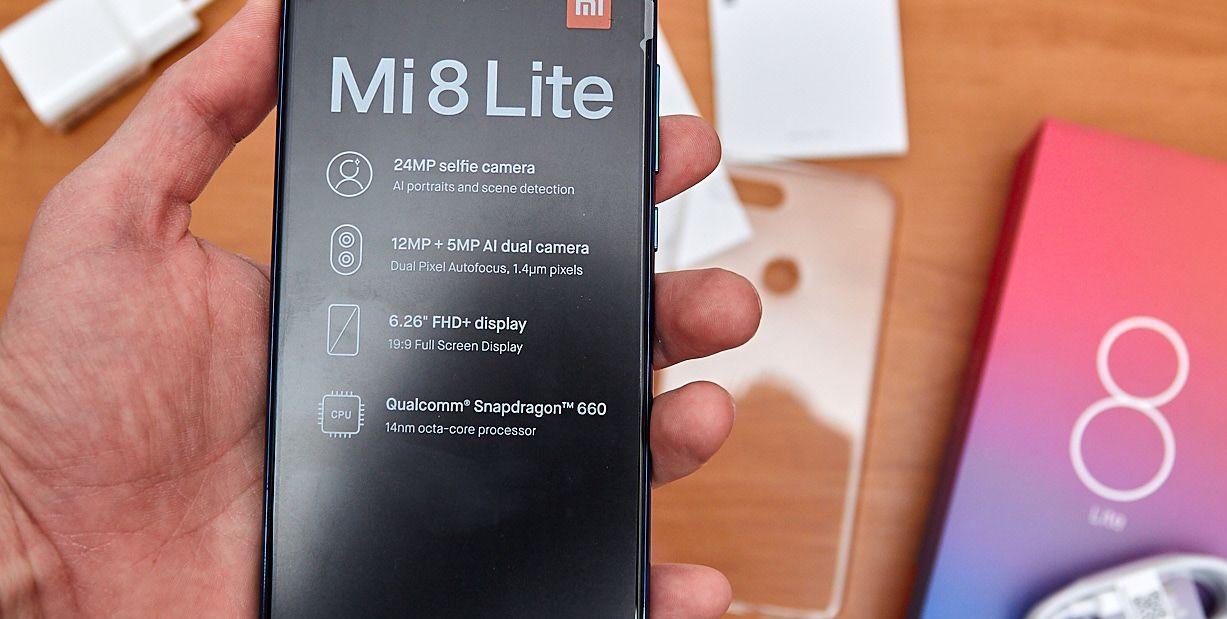 mi
Mi 8 Lite
24MP selfie camera
AI portraits and scene detection
12MP + 5MP AI dual camera
Dual Pixel Autofocus, 1.4μm pixels
6.26" FHD+ display
19:9 Full Screen Display
CPU
Qualcomm® Snapdragon™ 660
14nm octa-core processor
8
Lite